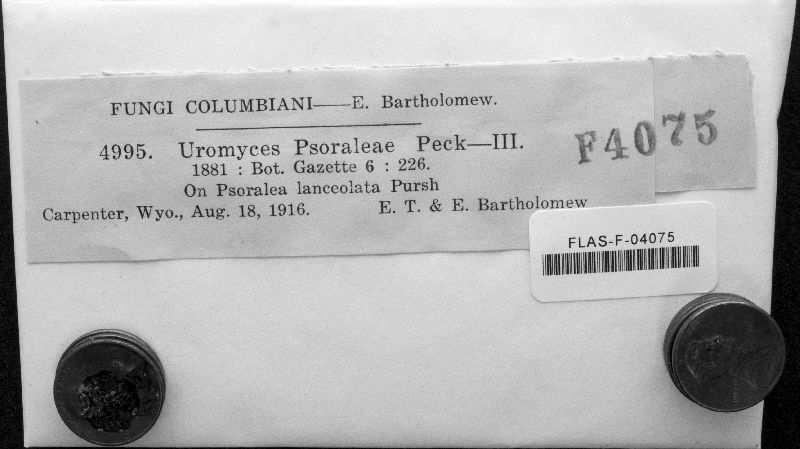 FUNGI COLUMBIANI——E. Bartholomew.
4995. Uromyces Psoraleae Peck—III.
1881 : Bot. Gazette 6 : 226.
On Psoralea lanceolata Pursh
Carpenter, Wyo., Aug. 18, 1916. E. T. & E. Bartholomew
F4075
FLAS-F-04075